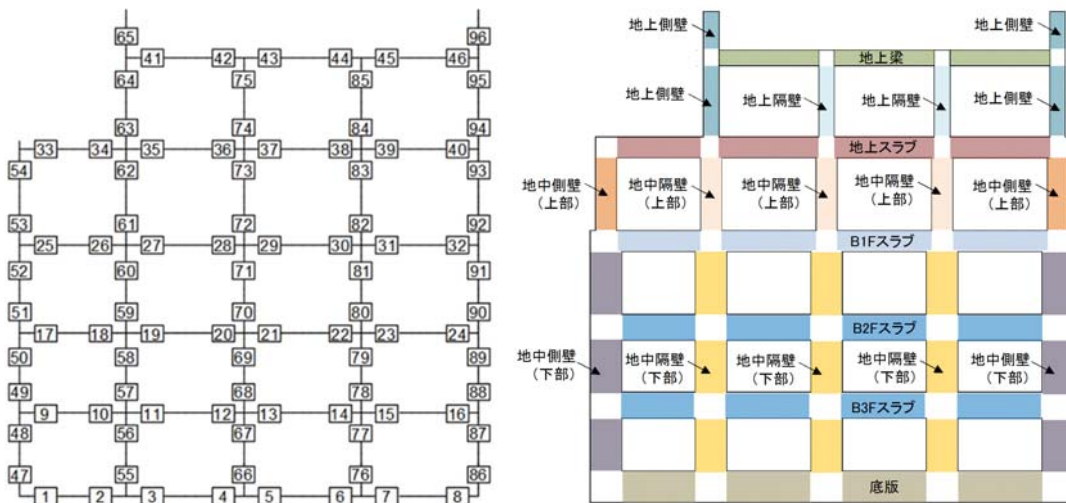 65 96
41 42 43 44 45 46
64 75 85 95
63 74 84 94
33 34 35 36 37 38 39 40
54 62 73 83 93
53 61 72 82 92
25 26 27 28 29 30 31 32
52 60 71 81 91
51 59 70 80 90
17 18 19 20 21 22 23 24
50 58 69 79 89
49 57 68 78 88
9 10 11 12 13 14 15 16
48 56 67 77 87
47 55 66 76 86
1 2 3 4 5 6 7 8
地上側壁 地上側壁
地上梁
地上側壁 地上隔壁 地上隔壁 地上側壁
地上スラブ
地中側壁 地中隔壁 地中隔壁 地中隔壁 地中側壁
(上部) (上部) (上部) (上部) (上部)
B1Fスラブ
B2Fスラブ
地中側壁 地中隔壁 地中隔壁 地中隔壁 地中側壁
(下部) (下部) (下部) (下部) (下部)
B3Fスラブ
底版